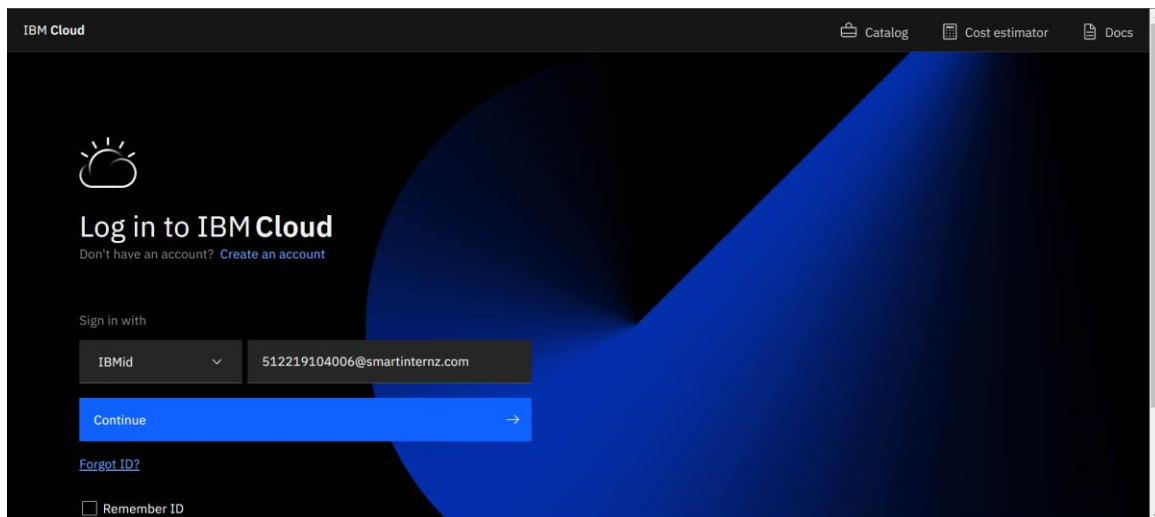 IBM Cloud
Catalog
Cost estimator
Docs
Log in to IBM Cloud
Don't have an account? Create an account
Sign in with
IBMid
512219104006@smartinternz.com
Continue
Forgot ID?
Remember ID